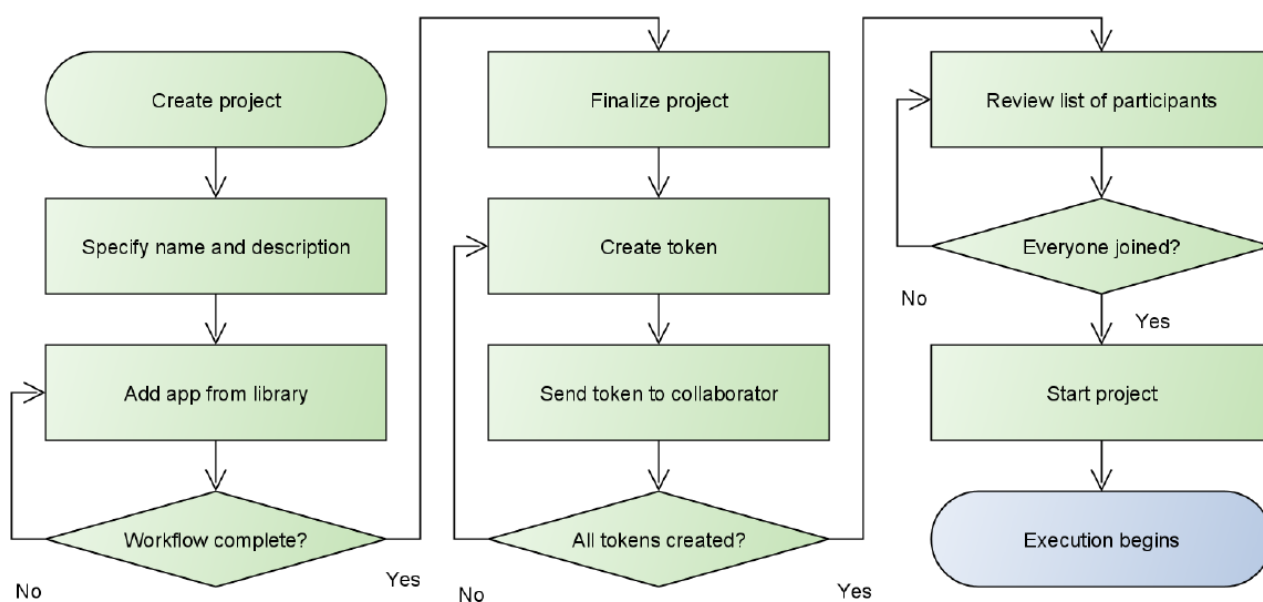 Create project
Specify name and description
Add app from library
Workflow complete?
No
Yes
Finalize project
Create token
Send token to collaborator
All tokens created?
No
Yes
Review list of participants
Everyone joined?
No
Yes
Start project
Execution begins